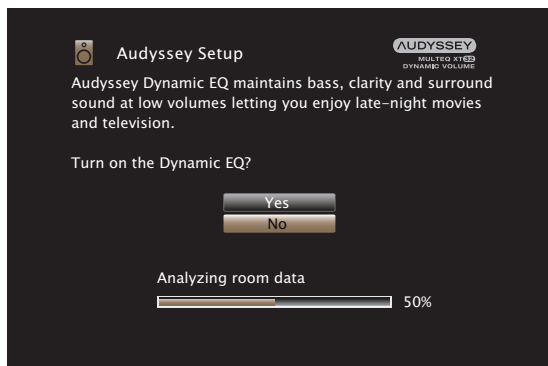 Audyssey Setup
AUDYSSEY
MULTEQ XT32
DYNAMIC VOLUME
Audyssey Dynamic EQ maintains bass, clarity and surround
sound at low volumes letting you enjoy late-night movies
and television.
Turn on the Dynamic EQ?
Yes
No
Analyzing room data
50%